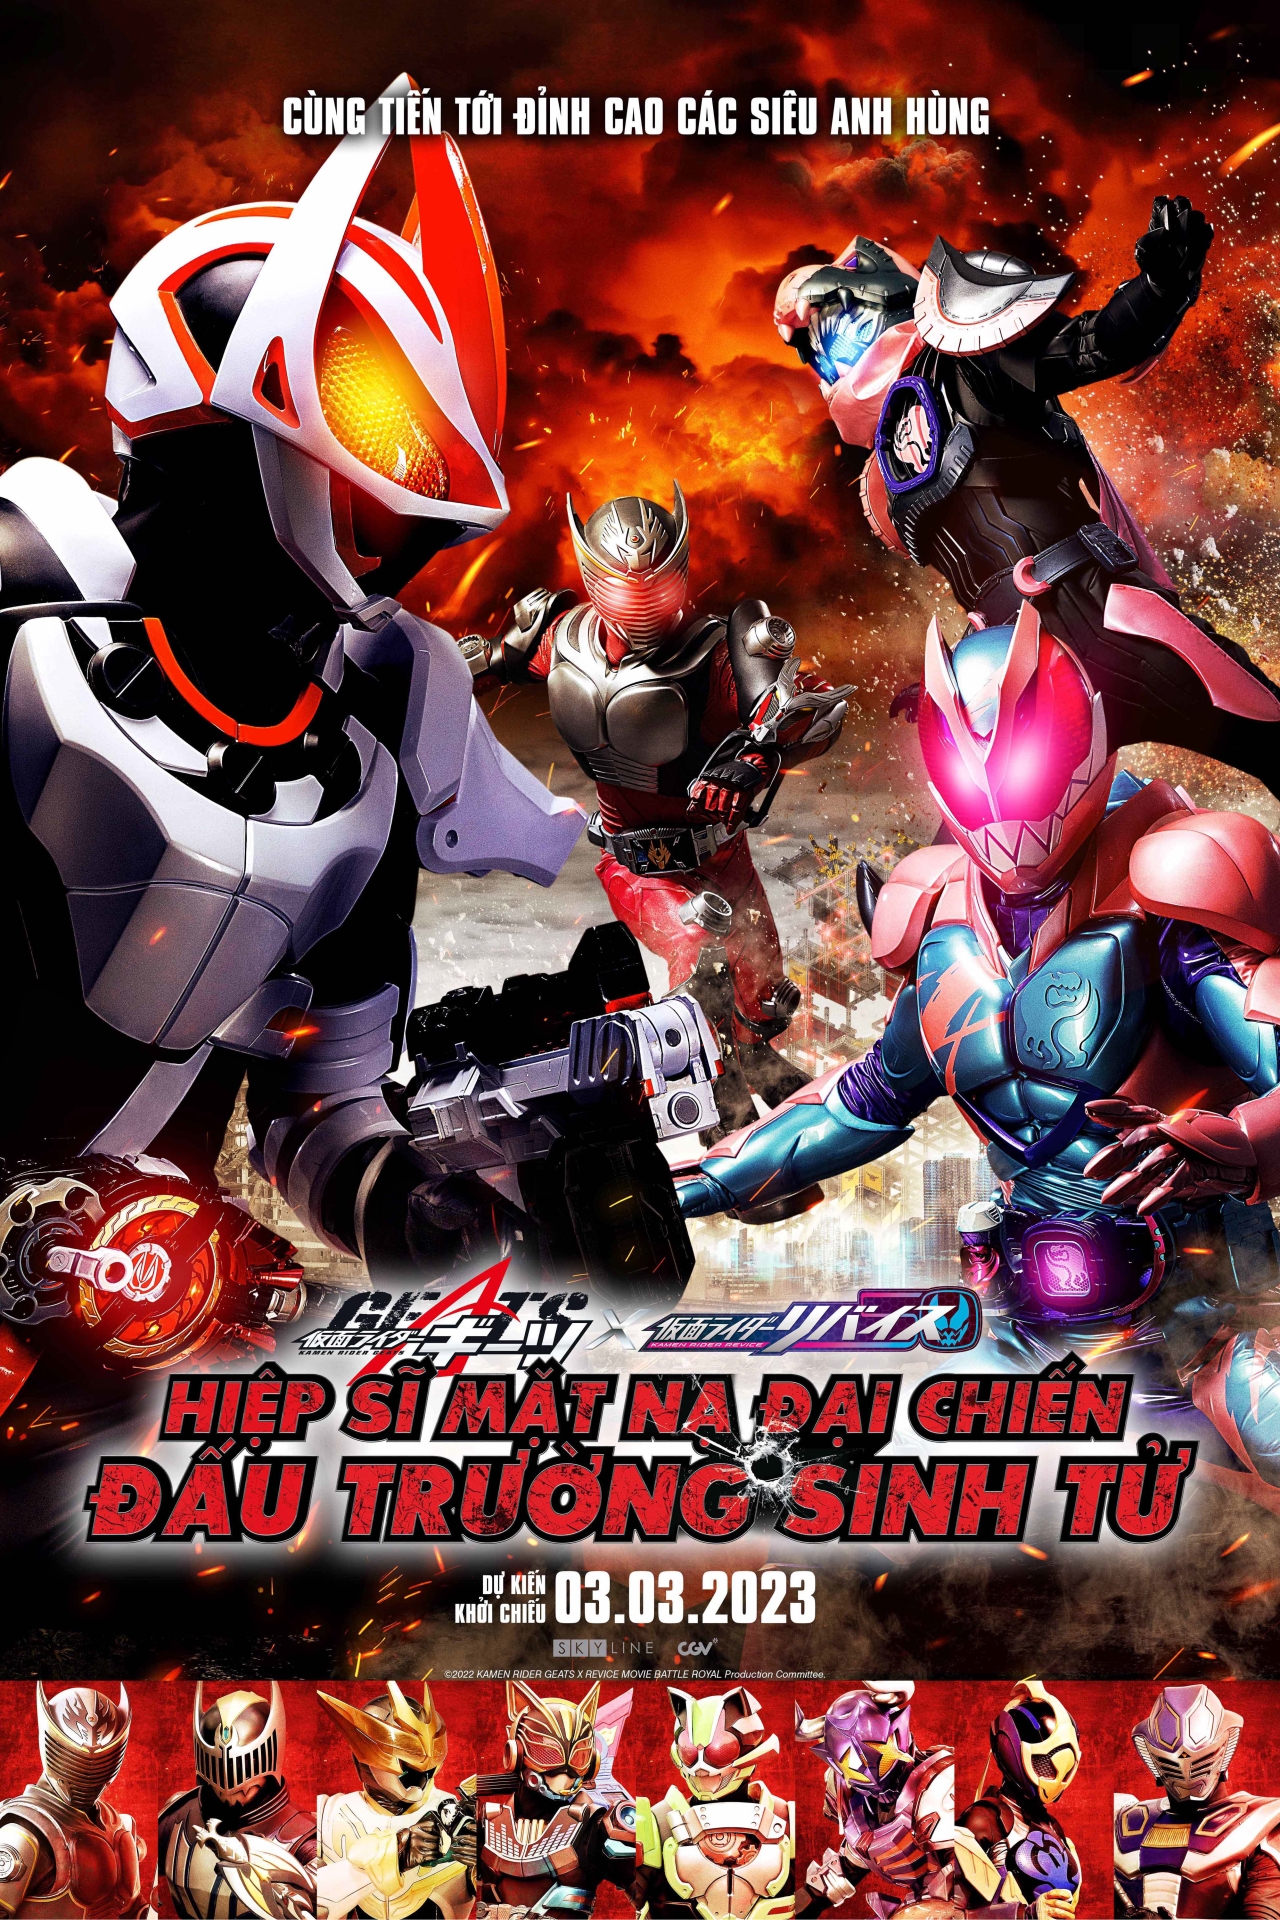 CÙNG TIẾN TỚI ĐỈNH CAO CÁC SIÊU ANH HÙNG
GEATS
仮面ライダーギーツ × 仮面ライダーリバイス
KAMEN RIDER GEATS KAMEN RIDER REVICE
HIỆP SĨ MẶT NẠ ĐẠI CHIẾN
ĐẤU TRƯỜNG SINH TỬ
DỰ KIẾN
KHỞI CHIẾU 03.03.2023
SKYLINE CGV
©2022 KAMEN RIDER GEATS X REVICE MOVIE BATTLE ROYAL Production Committee.